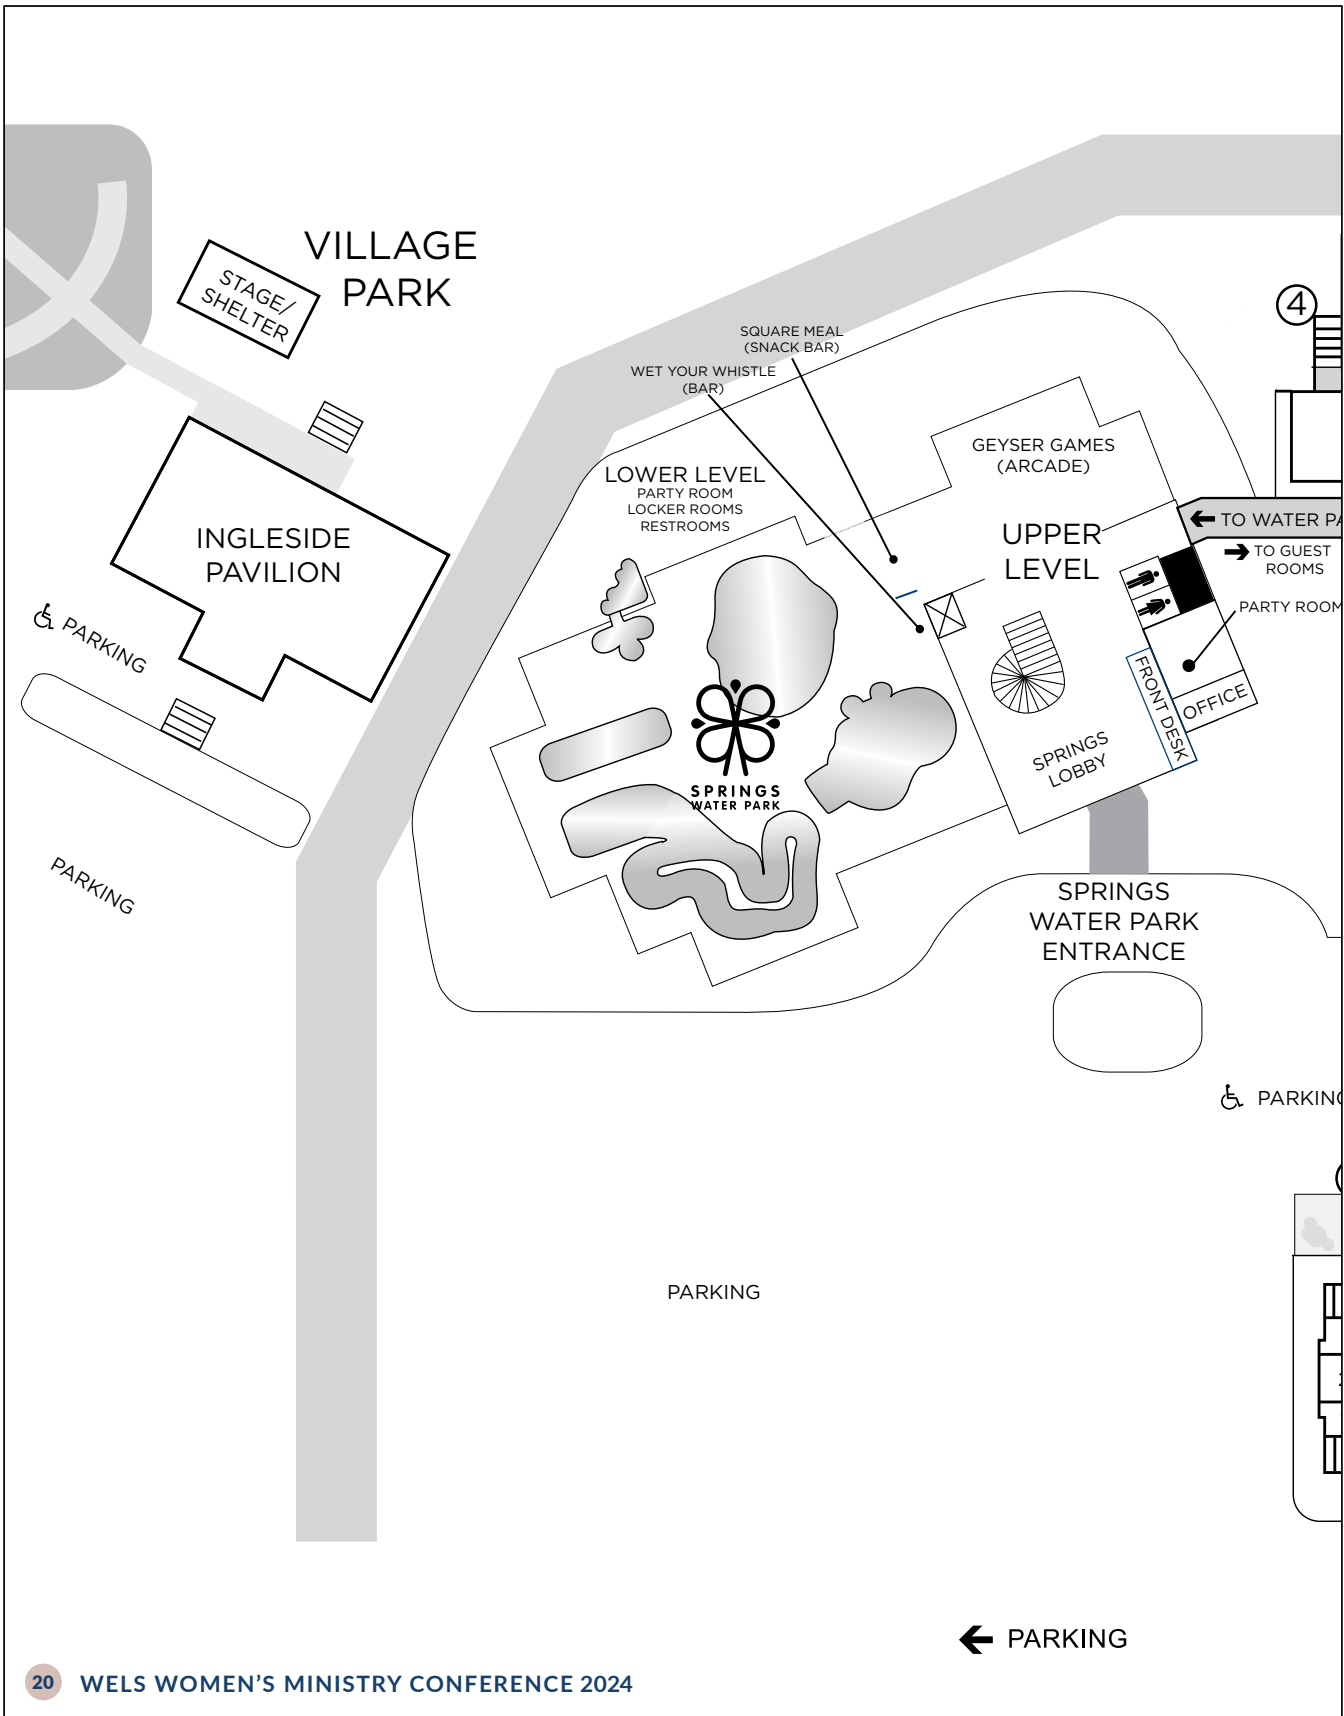 VILLAGE
PARK
STAGE/
SHELTER
4
SQUARE MEAL
(SNACK BAR)
WET YOUR WHISTLE
(BAR)
GEYSER GAMES
(ARCADE)
LOWER LEVEL
PARTY ROOM
LOCKER ROOMS
RESTROOMS
TO WATER PA
UPPER
LEVEL
TO GUEST
ROOMS
INGLESIDE
PAVILION
PARTY ROOM
PARKING
FRONT DESK
OFFICE
SPRINGS
LOBBY
SPRINGS
WATER PARK
PARKING
SPRINGS
WATER PARK
ENTRANCE
PARKING
PARKING
PARKING
20 WELS WOMEN’S MINISTRY CONFERENCE 2024